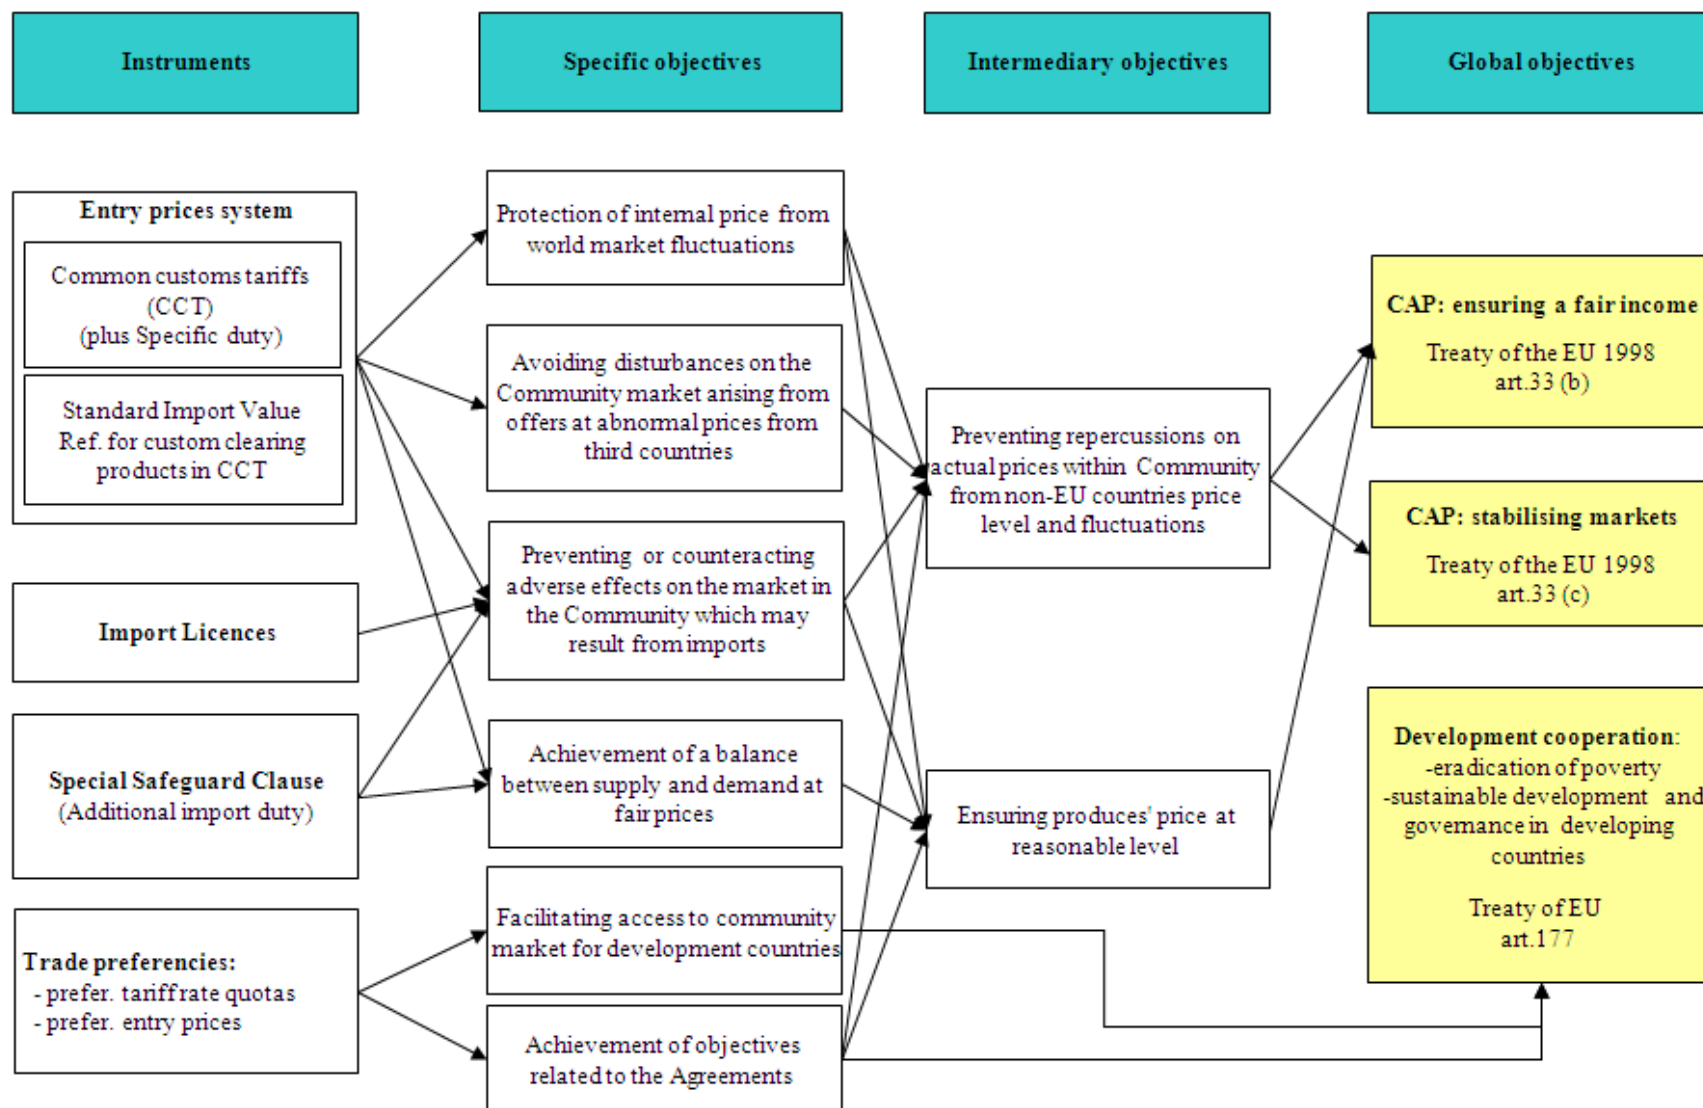 Instruments
Specific objectives
Intermediary objectives
Global objectives
Entry prices system
Common customs tariffs
(CCT)
(plus Specific duty)
Standard Import Value
Ref. for custom clearing
products in CCT
Import Licences
Special Safeguard Clause
(Additional import duty)
Trade preferencies:
- prefer. tariff rate quotas
- prefer. entry prices
Protection of internal price from
world market fluctuations
Avoiding disturbances on the
Community market arising from
offers at abnormal prices from
third countries
Preventing or counteracting
adverse effects on the market in
the Community which may
result from imports
Achievement of a balance
between supply and demand at
fair prices
Facilitating access to community
market for development countries
Achievement of objectives
related to the Agreements
Preventing repercussions on
actual prices within Community
from non-EU countries price
level and fluctuations
Ensuring produces' price at
reasonable level
CAP: ensuring a fair income
Treaty of the EU 1998
art.33 (b)
CAP: stabilising markets
Treaty of the EU 1998
art.33 (c)
Development cooperation:
-eradication of poverty
-sustainable development and
governance in developing
countries
Treaty of EU
art.177